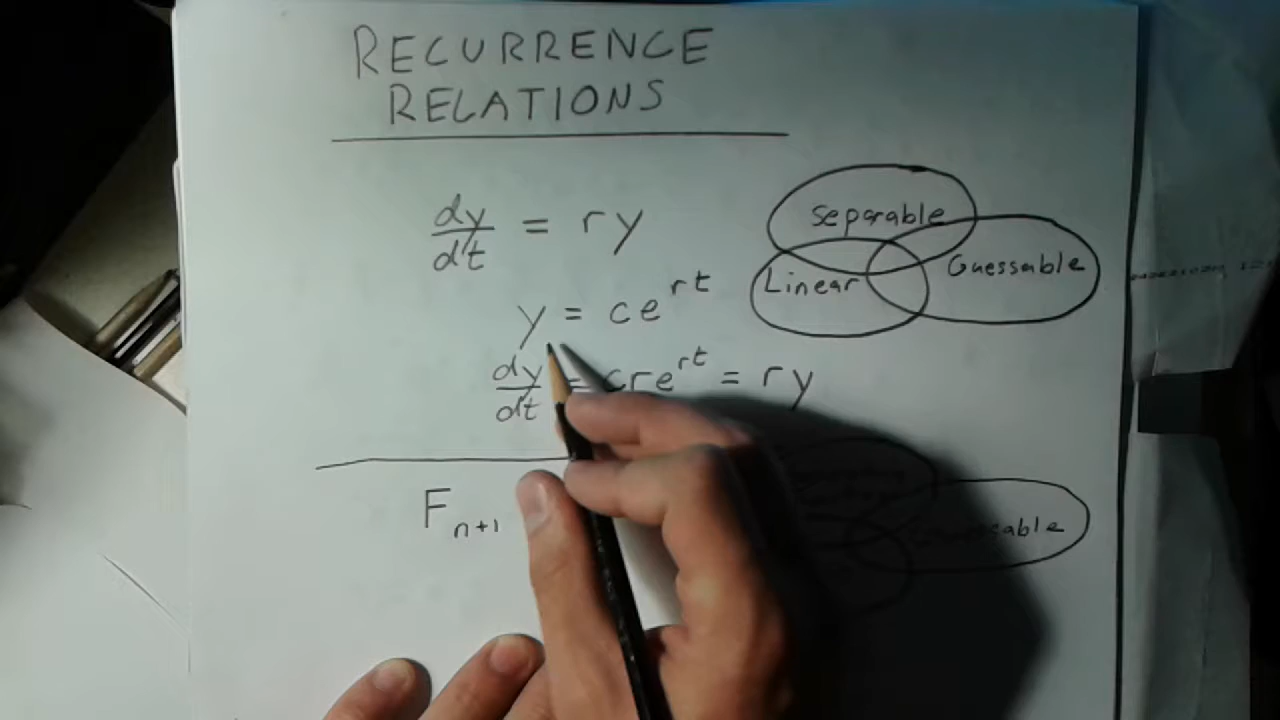 RECURRENCE
RELATIONS
dy/dt = ry
y = ce^rt
dy/dt = cre^rt = ry
Separable
Guessable
Linear
F_n+1